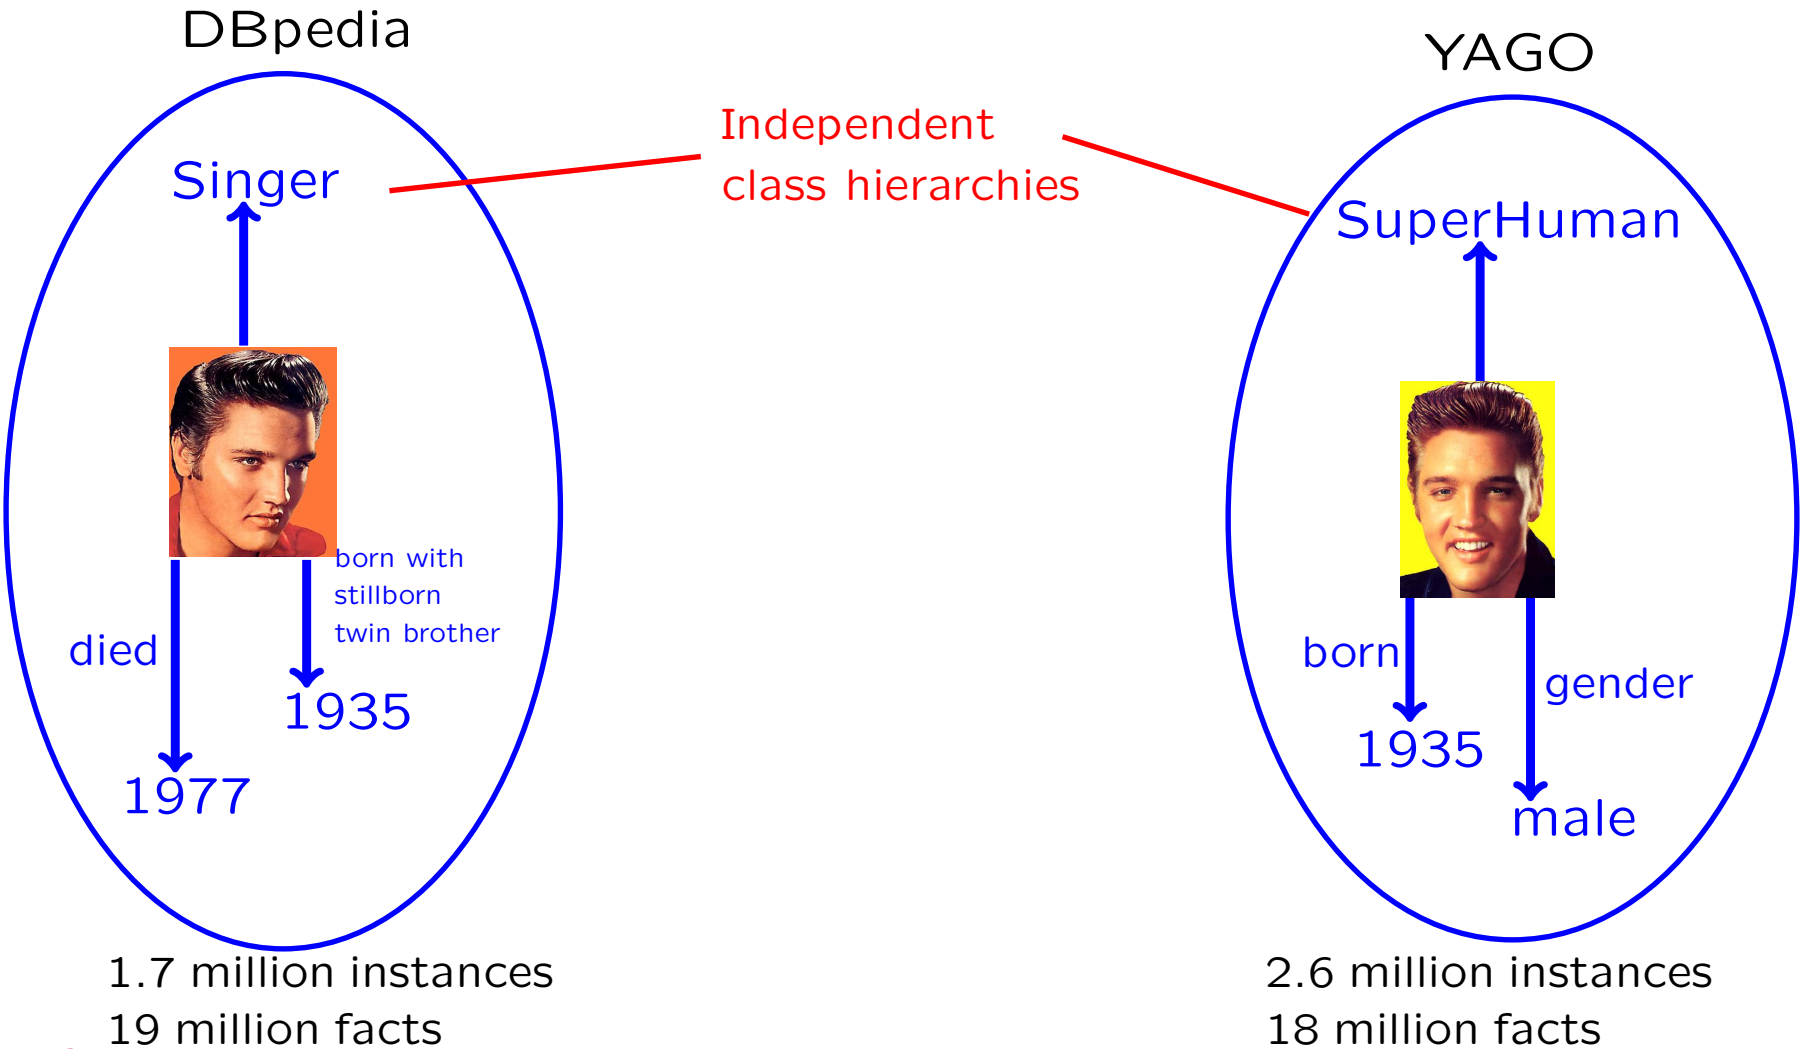 DBpedia
Singer
died
born with
stillborn
twin brother
1935
1977
1.7 million instances
19 million facts
Independent
class hierarchies
YAGO
SuperHuman
born
gender
1935
male
2.6 million instances
18 million facts